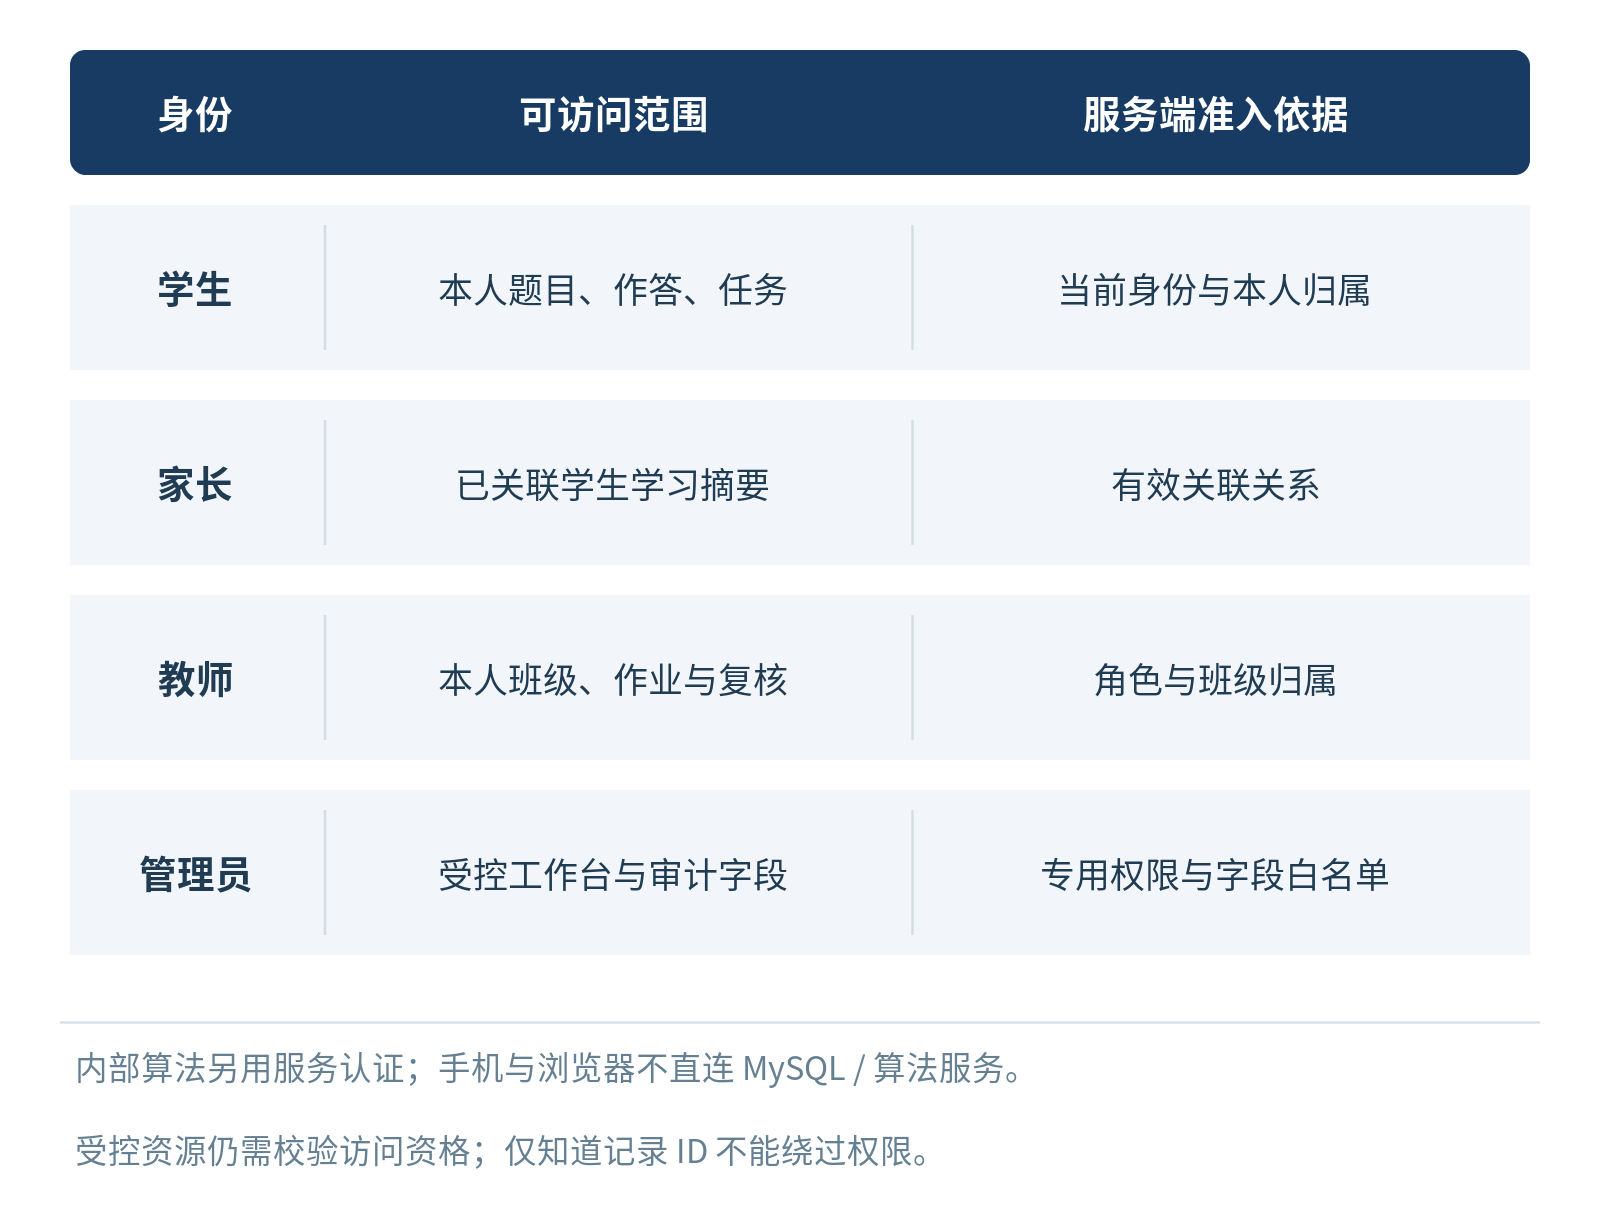 身份 可访问范围 服务端准入依据
学生 本人题目、作答、任务 当前身份与本人归属
家长 已关联学生学习摘要 有效关联关系
教师 本人班级、作业与复核 角色与班级归属
管理员 受控工作台与审计字段 专用权限与字段白名单
内部算法另用服务认证；手机与浏览器不直连 MySQL / 算法服务。
受控资源仍需校验访问资格；仅知道记录 ID 不能绕过权限。